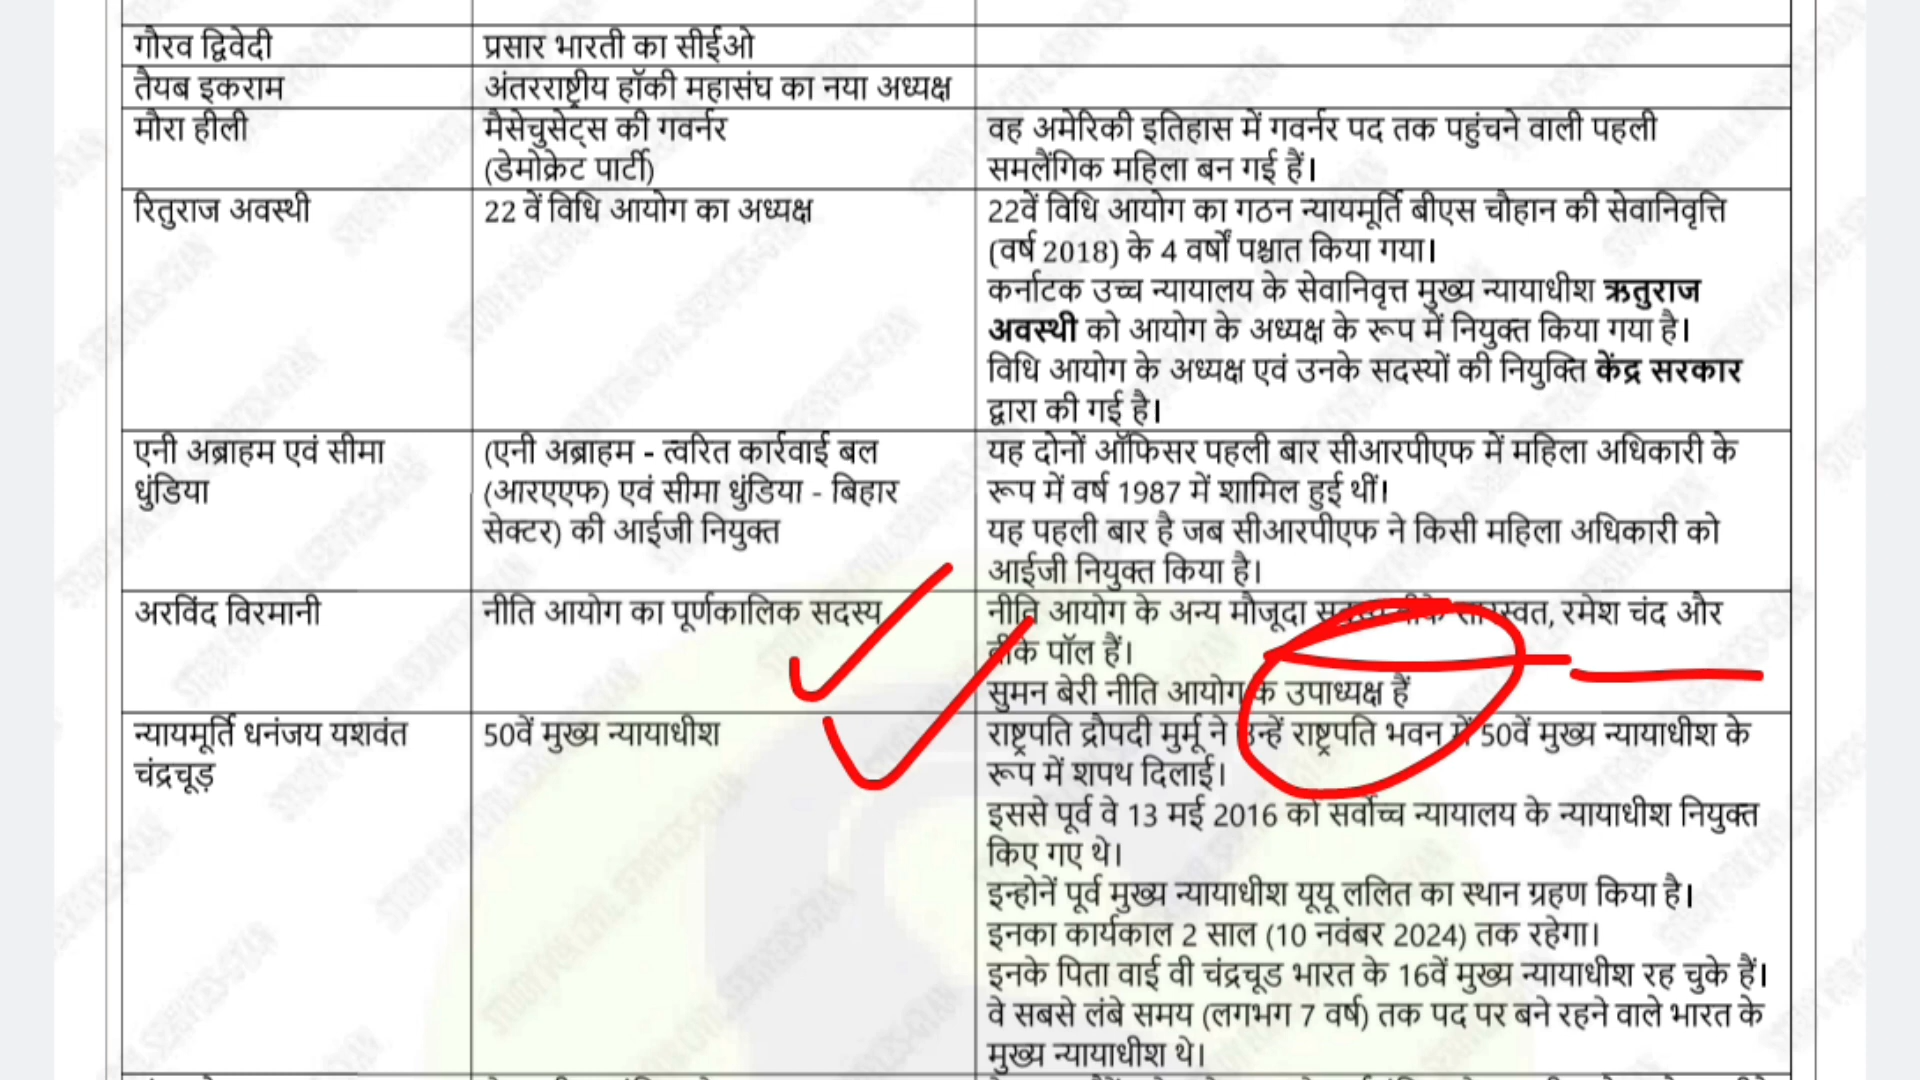 गौरव द्विवेदी
प्रसार भारती का सीईओ
तैयब इकराम
अंतरराष्ट्रीय हॉकी महासंघ का नया अध्यक्ष
मौरा हीली
मैसेचुसेट्स की गवर्नर
(डेमोक्रेट पार्टी)
वह अमेरिकी इतिहास में गवर्नर पद तक पहुंचने वाली पहली
समलैंगिक महिला बन गई हैं।
रितुराज अवस्थी
22 वें विधि आयोग का अध्यक्ष
22वें विधि आयोग का गठन न्यायमूर्ति बीएस चौहान की सेवानिवृत्ति
(वर्ष 2018) के 4 वर्षों पश्चात किया गया।
कर्नाटक उच्च न्यायालय के सेवानिवृत्त मुख्य न्यायाधीश ऋतुराज
अवस्थी को आयोग के अध्यक्ष के रूप में नियुक्त किया गया है।
विधि आयोग के अध्यक्ष एवं उनके सदस्यों की नियुक्ति केंद्र सरकार
द्वारा की गई है।
एनी अब्राहम एवं सीमा
धुंडिया
(एनी अब्राहम - त्वरित कार्रवाई बल
(आरएएफ) एवं सीमा धुंडिया - बिहार
सेक्टर) की आईजी नियुक्त
यह दोनों ऑफिसर पहली बार सीआरपीएफ में महिला अधिकारी के
रूप में वर्ष 1987 में शामिल हुई थीं।
यह पहली बार है जब सीआरपीएफ ने किसी महिला अधिकारी को
आईजी नियुक्त किया है।
अरविंद विरमानी
नीति आयोग का पूर्णकालिक सदस्य
नीति आयोग के अन्य मौजूदा सारस्वत, रमेश चंद और
वीके पॉल हैं।
सुमन बेरी नीति आयोग के उपाध्यक्ष हैं
न्यायमूर्ति धनंजय यशवंत
चंद्रचूड़
50वें मुख्य न्यायाधीश
राष्ट्रपति द्रौपदी मुर्मू ने उन्हें राष्ट्रपति भवन में 50वें मुख्य न्यायाधीश के
रूप में शपथ दिलाई।
इससे पूर्व वे 13 मई 2016 को सर्वोच्च न्यायालय के न्यायाधीश नियुक्त
किए गए थे।
इन्होनें पूर्व मुख्य न्यायाधीश यूयू ललित का स्थान ग्रहण किया है।
इनका कार्यकाल 2 साल (10 नवंबर 2024) तक रहेगा।
इनके पिता वाई वी चंद्रचूड भारत के 16वें मुख्य न्यायाधीश रह चुके हैं।
वे सबसे लंबे समय (लगभग 7 वर्ष) तक पद पर बने रहने वाले भारत के
मुख्य न्यायाधीश थे।